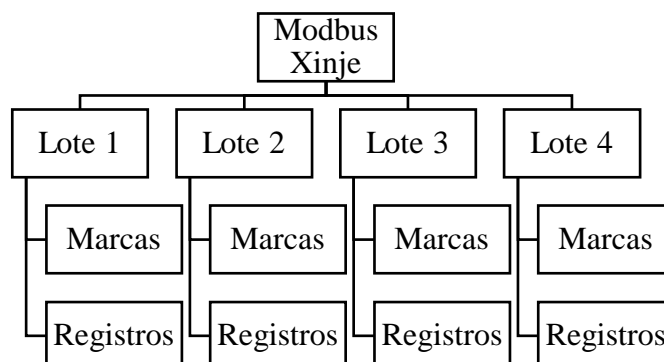 Modbus
Xinje
Lote 1
Lote 2
Lote 3
Lote 4
Marcas
Marcas
Marcas
Marcas
Registros
Registros
Registros
Registros